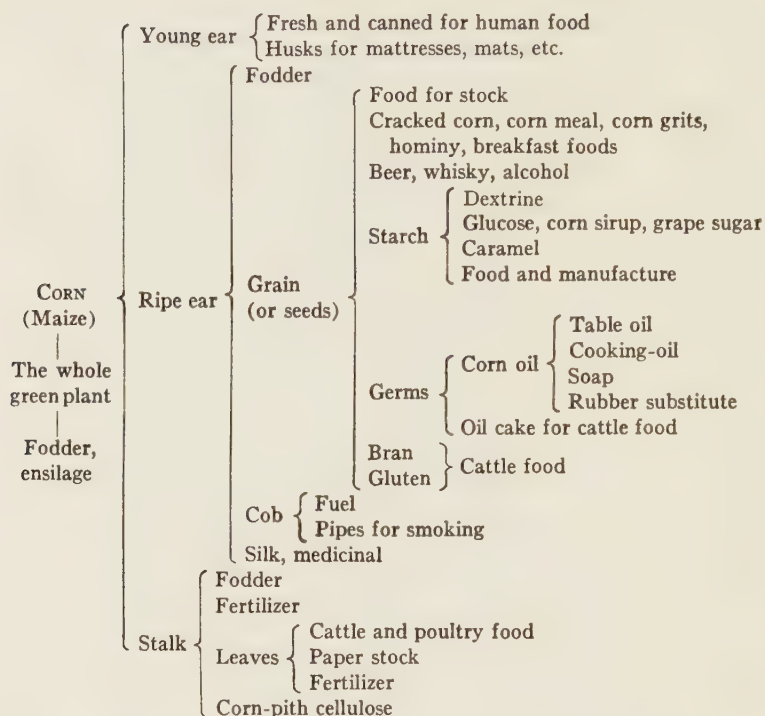 Young ear
Fresh and canned for human food
Husks for mattresses, mats, etc.
Fodder
Food for stock
Cracked corn, corn meal, corn grits,
hominy, breakfast foods
Beer, whisky, alcohol
Starch
Dextrine
Glucose, corn sirup, grape sugar
Caramel
Food and manufacture
CORN
(Maize)
The whole
green plant
Fodder,
ensilage
Ripe ear
Grain
(or seeds)
Germs
Corn oil
Table oil
Cooking-oil
Soap
Rubber substitute
Oil cake for cattle food
Bran
Gluten
Cattle food
Cob
Fuel
Pipes for smoking
Silk, medicinal
Stalk
Fodder
Fertilizer
Leaves
Cattle and poultry food
Paper stock
Fertilizer
Corn-pith cellulose